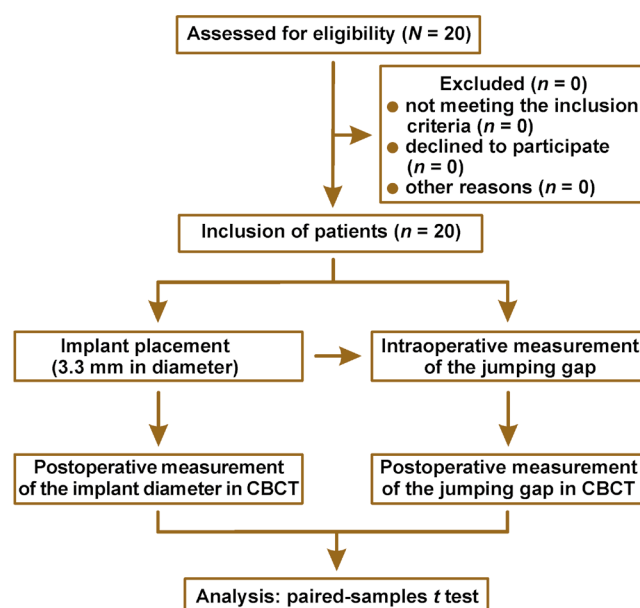 Assessed for eligibility (N = 20)
Excluded (n = 0)
● not meeting the inclusion
criteria (n = 0)
● declined to participate
(n = 0)
● other reasons (n = 0)
Inclusion of patients (n = 20)
Implant placement
(3.3 mm in diameter)
Intraoperative measurement
of the jumping gap
Postoperative measurement
of the implant diameter in CBCT
Postoperative measurement
of the jumping gap in CBCT
Analysis: paired-samples t test